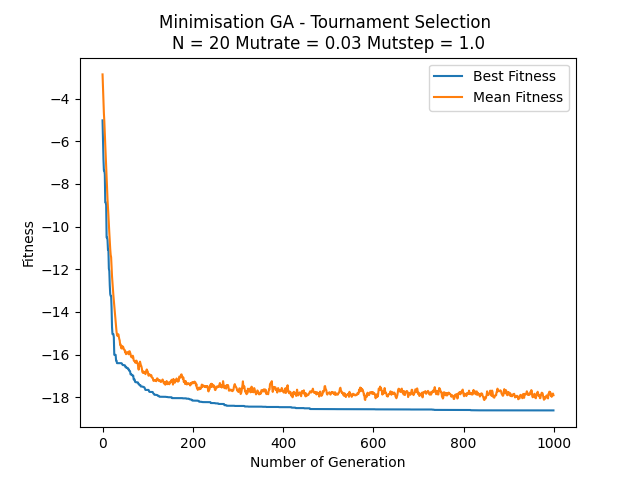 Minimisation GA - Tournament Selection
N = 20 Mutrate = 0.03 Mutstep = 1.0
Best Fitness
Mean Fitness
−4
−6
−8
−10
−12
−14
−16
−18
Fitness
0 200 400 600 800 1000
Number of Generation